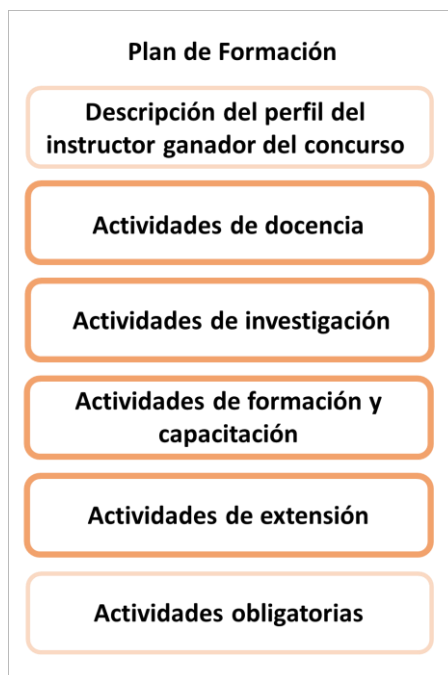 Plan de Formación
Descripción del perfil del
instructor ganador del concurso
Actividades de docencia
Actividades de investigación
Actividades de formación y
capacitación
Actividades de extensión
Actividades obligatorias